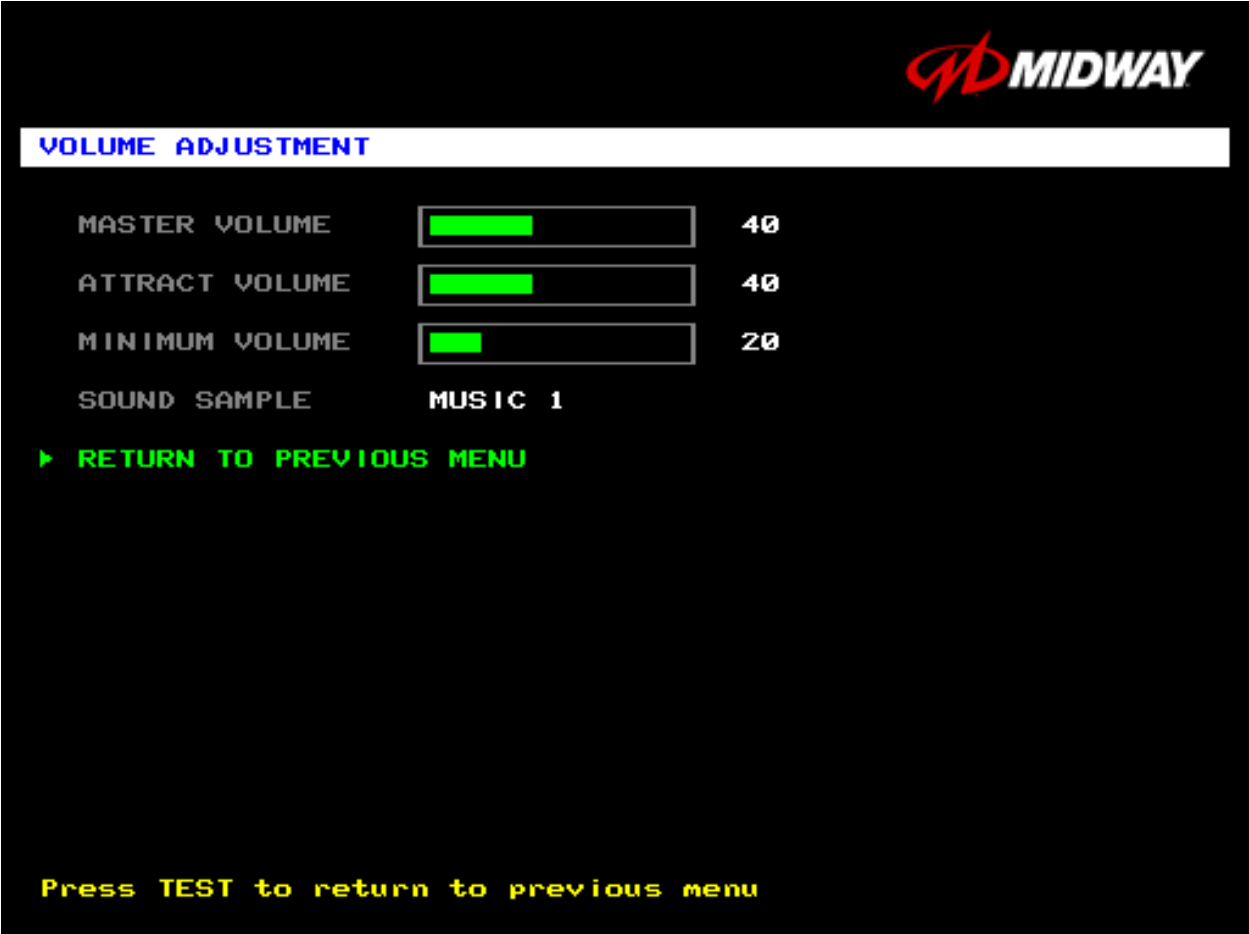 MIDWAY
VOLUME ADJUSTMENT
MASTER VOLUME 40
ATTRACT VOLUME 40
MINIMUM VOLUME 20
SOUND SAMPLE MUSIC 1
RETURN TO PREVIOUS MENU
Press TEST to return to previous menu